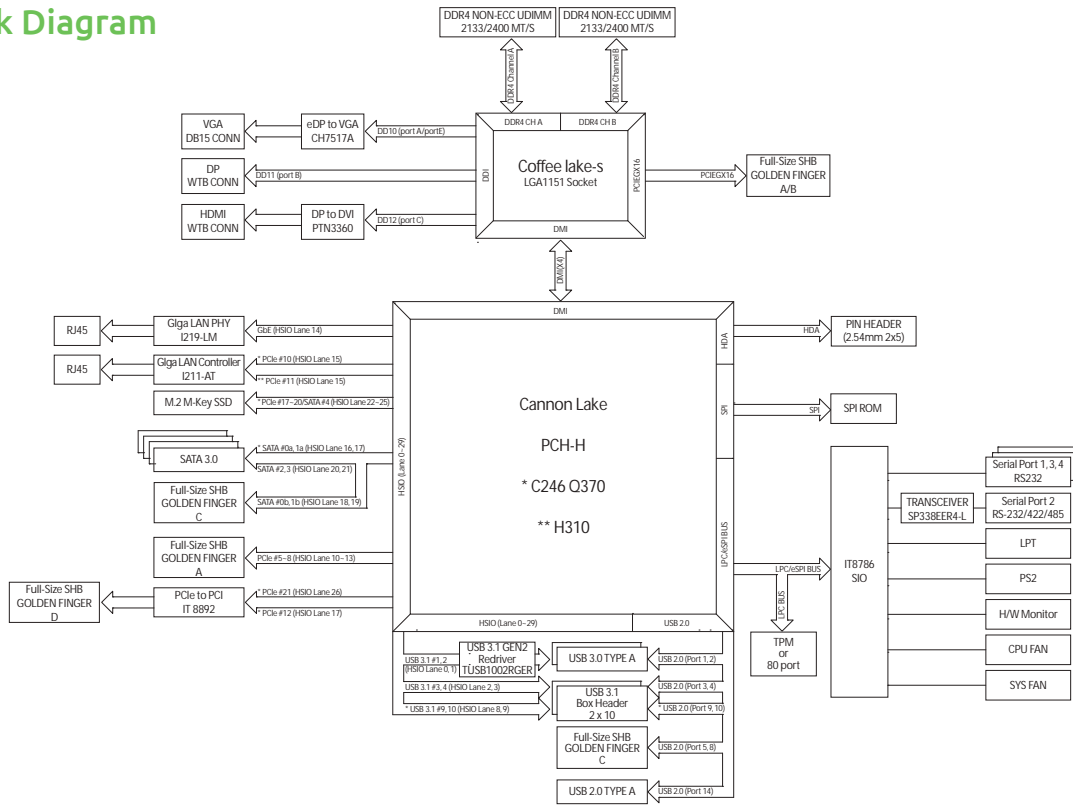 k Diagram
DDR4 NON-ECC UDIMM
2133/2400 MT/S
DDR4 NON-ECC UDIMM
2133/2400 MT/S
DDR4 Channel A
DDR4 Channel B
DDR4 CH A
DDR4 CH B
VGA
DB15 CONN
eDP to VGA
CH7517A
DD10 (port A/portE)
DP
WTB CONN
DD11 (port B)
HDMI
WTB CONN
DP to DVI
PTN3360
DD12 (port C)
DDI
Coffee lake-s
LGA1151 Socket
PCIEGX16
PCIEGX16
Full-Size SHB
GOLDEN FINGER
A/B
DMI
DMI(X4)
DMI
RJ45
GIga LAN PHY
I219-LM
GbE (HSIO Lane 14)
RJ45
GIga LAN Controller
I211-AT
* PCIe #10 (HSIO Lane 15)
** PCIe #11 (HSIO Lane 15)
M.2 M-Key SSD
* PCIe #17~20/SATA #4 (HSIO Lane 22~25)
SATA 3.0
* SATA #0a, 1a (HSIO Lane 16, 17)
SATA #2, 3 (HSIO Lane 20, 21)
Full-Size SHB
GOLDEN FINGER
C
SATA #0b, 1b (HSIO Lane 18, 19)
Full-Size SHB
GOLDEN FINGER
A
PCIe #5~8 (HSIO Lane 10~13)
Full-Size SHB
GOLDEN FINGER
D
PCIe to PCI
IT 8892
* PCIe #21 (HSIO Lane 26)
* PCIe #12 (HSIO Lane 17)
HSIO (Lane 0~29)
Cannon Lake
PCH-H
* C246 Q370
** H310
HDA
HDA
PIN HEADER
(2.54mm 2x5)
SPI
SPI
SPI ROM
LPC/eSPI BUS
LPC/eSPI BUS
LPC BUS
TPM
or
80 port
IT8786
SIO
Serial Port 1, 3, 4
RS232
TRANSCEIVER
SP338EER4-L
Serial Port 2
RS-232/422/485
LPT
PS2
H/W Monitor
CPU FAN
SYS FAN
HSIO (Lane 0~29)
USB 2.0
USB 3.1 #1, 2
(HSIO Lane 0, 1)
USB 3.1 GEN2
Redriver
TUSB1002RGER
USB 3.0 TYPE A
USB 2.0 (Port 1, 2)
USB 3.1 #3, 4 (HSIO Lane 2, 3)
USB 3.1
Box Header
2 x 10
USB 2.0 (Port 3, 4)
* USB 3.1 #9, 10 (HSIO Lane 8, 9)
* USB 2.0 (Port 9, 10)
Full-Size SHB
GOLDEN FINGER
C
USB 2.0 (Port 5, 8)
USB 2.0 TYPE A
USB 2.0 (Port 14)